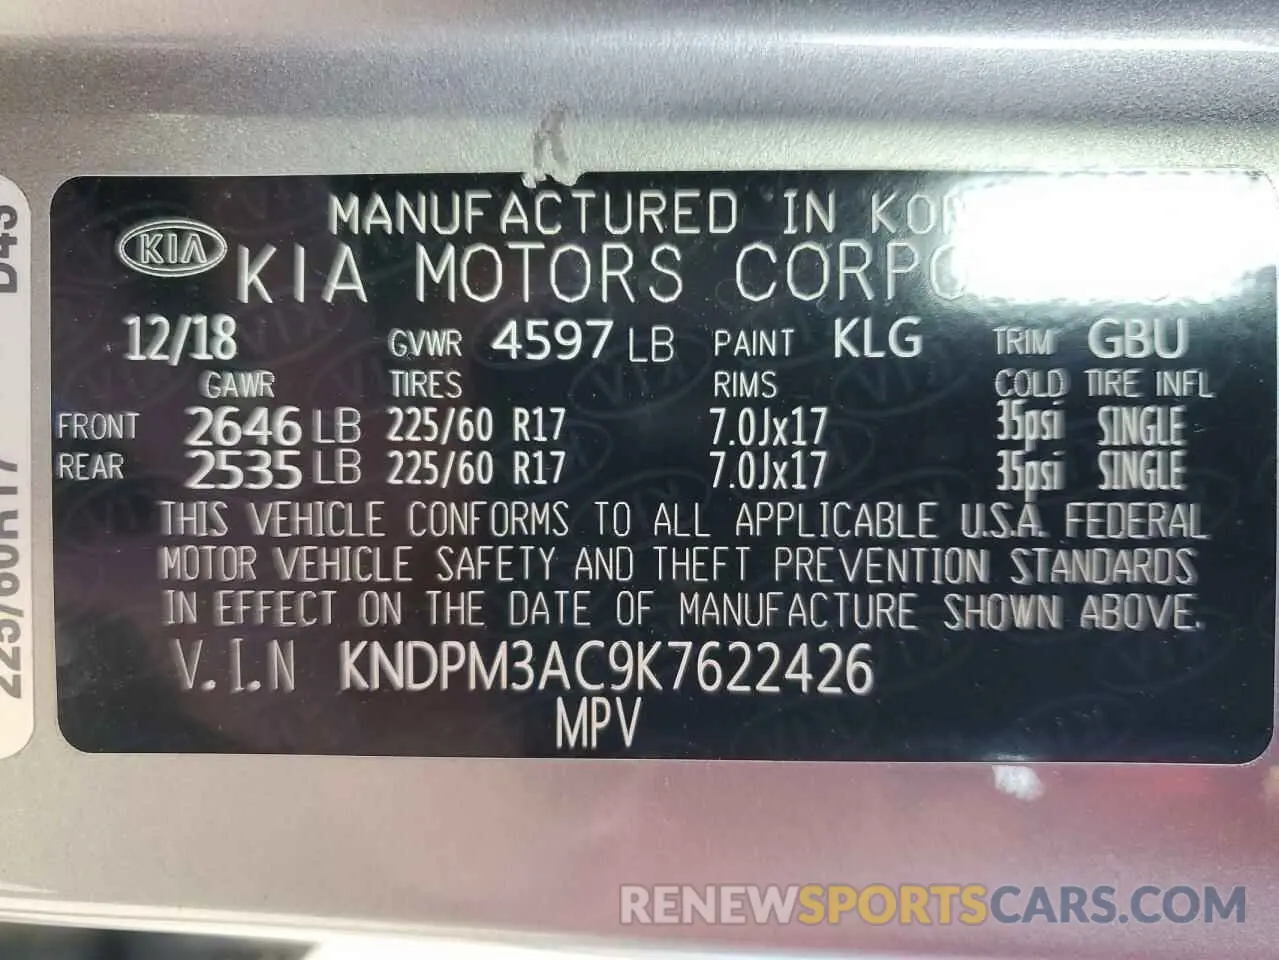 MANUFACTURED IN
KIA
KIA MOTORS
12/18 GVWR 4597 LB PAINT KLG TRIM GBU
GAWR TIRES RIMS COLD TIRE INFL
FRONT 2646 LB 225/60 R17 7.0Jx17 35psi SINGLE
REAR 2535 LB 225/60 R17 7.0Jx17 35psi SINGLE
THIS VEHICLE CONFORMS TO ALL APPLICABLE U.S.A. FEDERAL
MOTOR VEHICLE SAFETY AND THEFT PREVENTION STANDARDS
IN EFFECT ON THE DATE OF MANUFACTURE SHOWN ABOVE.
V.I.N KNDPM3AC9K7622426
MPV
225/60R17
RENEWSPORTSCARS.COM